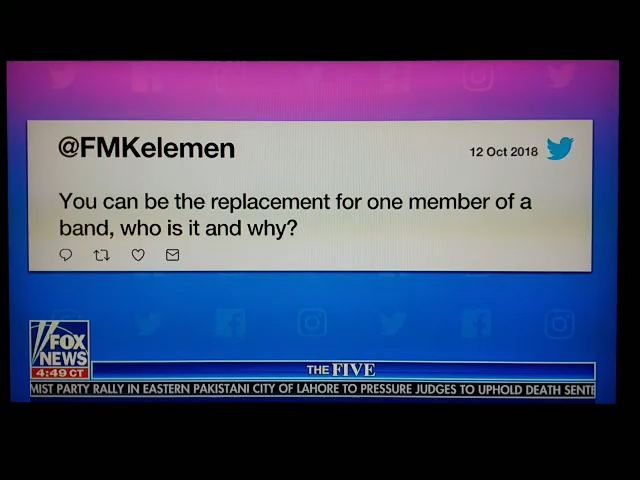 @FMKelemen
12 Oct 2018
You can be the replacement for one member of a
band, who is it and why?
FOX
NEWS
4:49 CT
THE FIVE
MIST PARTY RALLY IN EASTERN PAKISTANI CITY OF LAHORE TO PRESSURE JUDGES TO UPHOLD DEATH SENTE